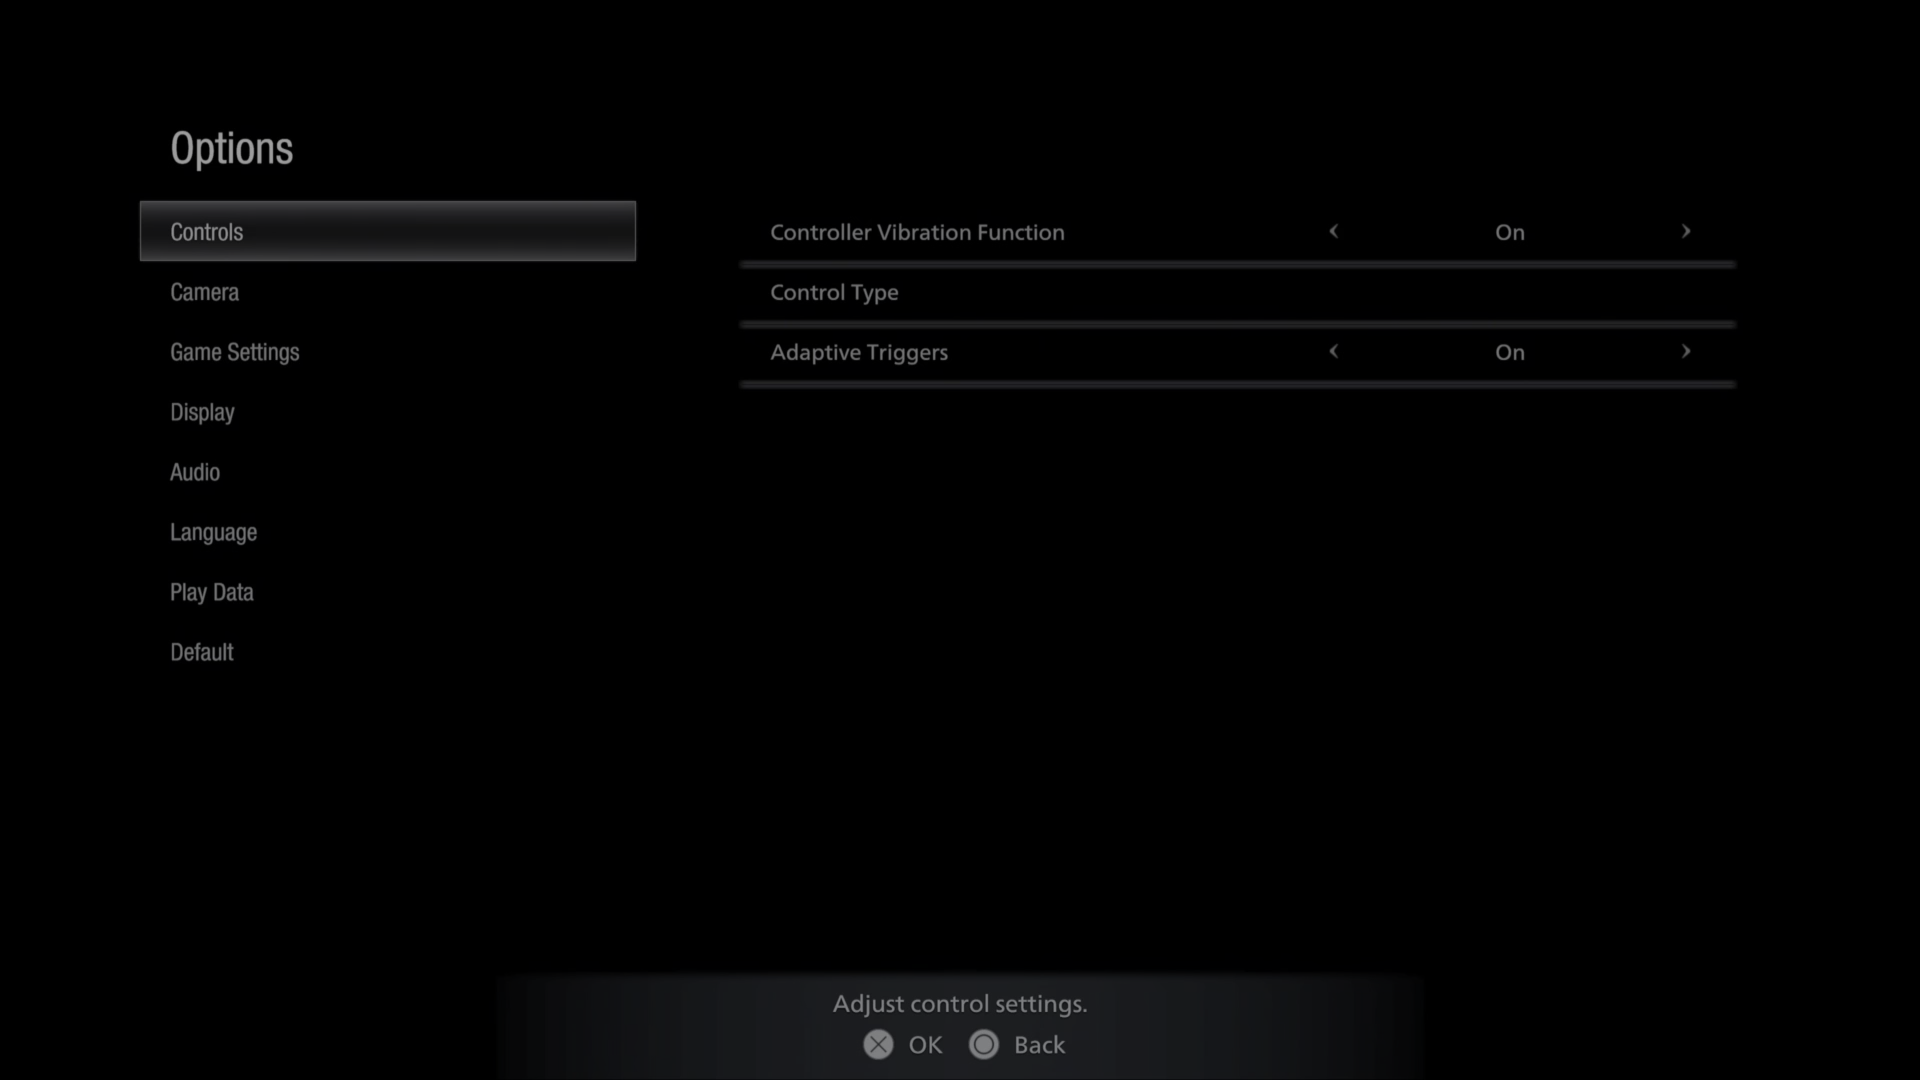 Options
Controls
Camera
Game Settings
Display
Audio
Language
Play Data
Default
Controller Vibration Function On
Control Type
Adaptive Triggers On
Adjust control settings.
OK Back